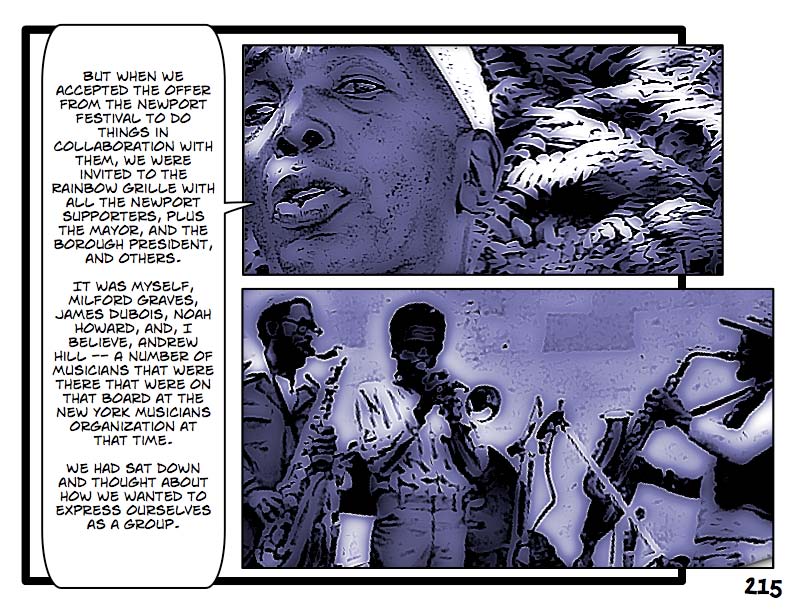 BUT WHEN WE
ACCEPTED THE OFFER
FROM THE NEWPORT
FESTIVAL TO DO
THINGS IN
COLLABORATION WITH
THEM, WE WERE
INVITED TO THE
RAINBOW GRILLE WITH
ALL THE NEWPORT
SUPPORTERS, PLUS
THE MAYOR, AND THE
BOROUGH PRESIDENT,
AND OTHERS.
IT WAS MYSELF,
MILFORD GRAVES,
JAMES DUBOIS, NOAH
HOWARD, AND, I
BELIEVE, ANDREW
HILL -- A NUMBER OF
MUSICIANS THAT WERE
THERE THAT WERE ON
THAT BOARD AT THE
NEW YORK MUSICIANS
ORGANIZATION AT
THAT TIME.
WE HAD SAT DOWN
AND THOUGHT ABOUT
HOW WE WANTED TO
EXPRESS OURSELVES
AS A GROUP.
215